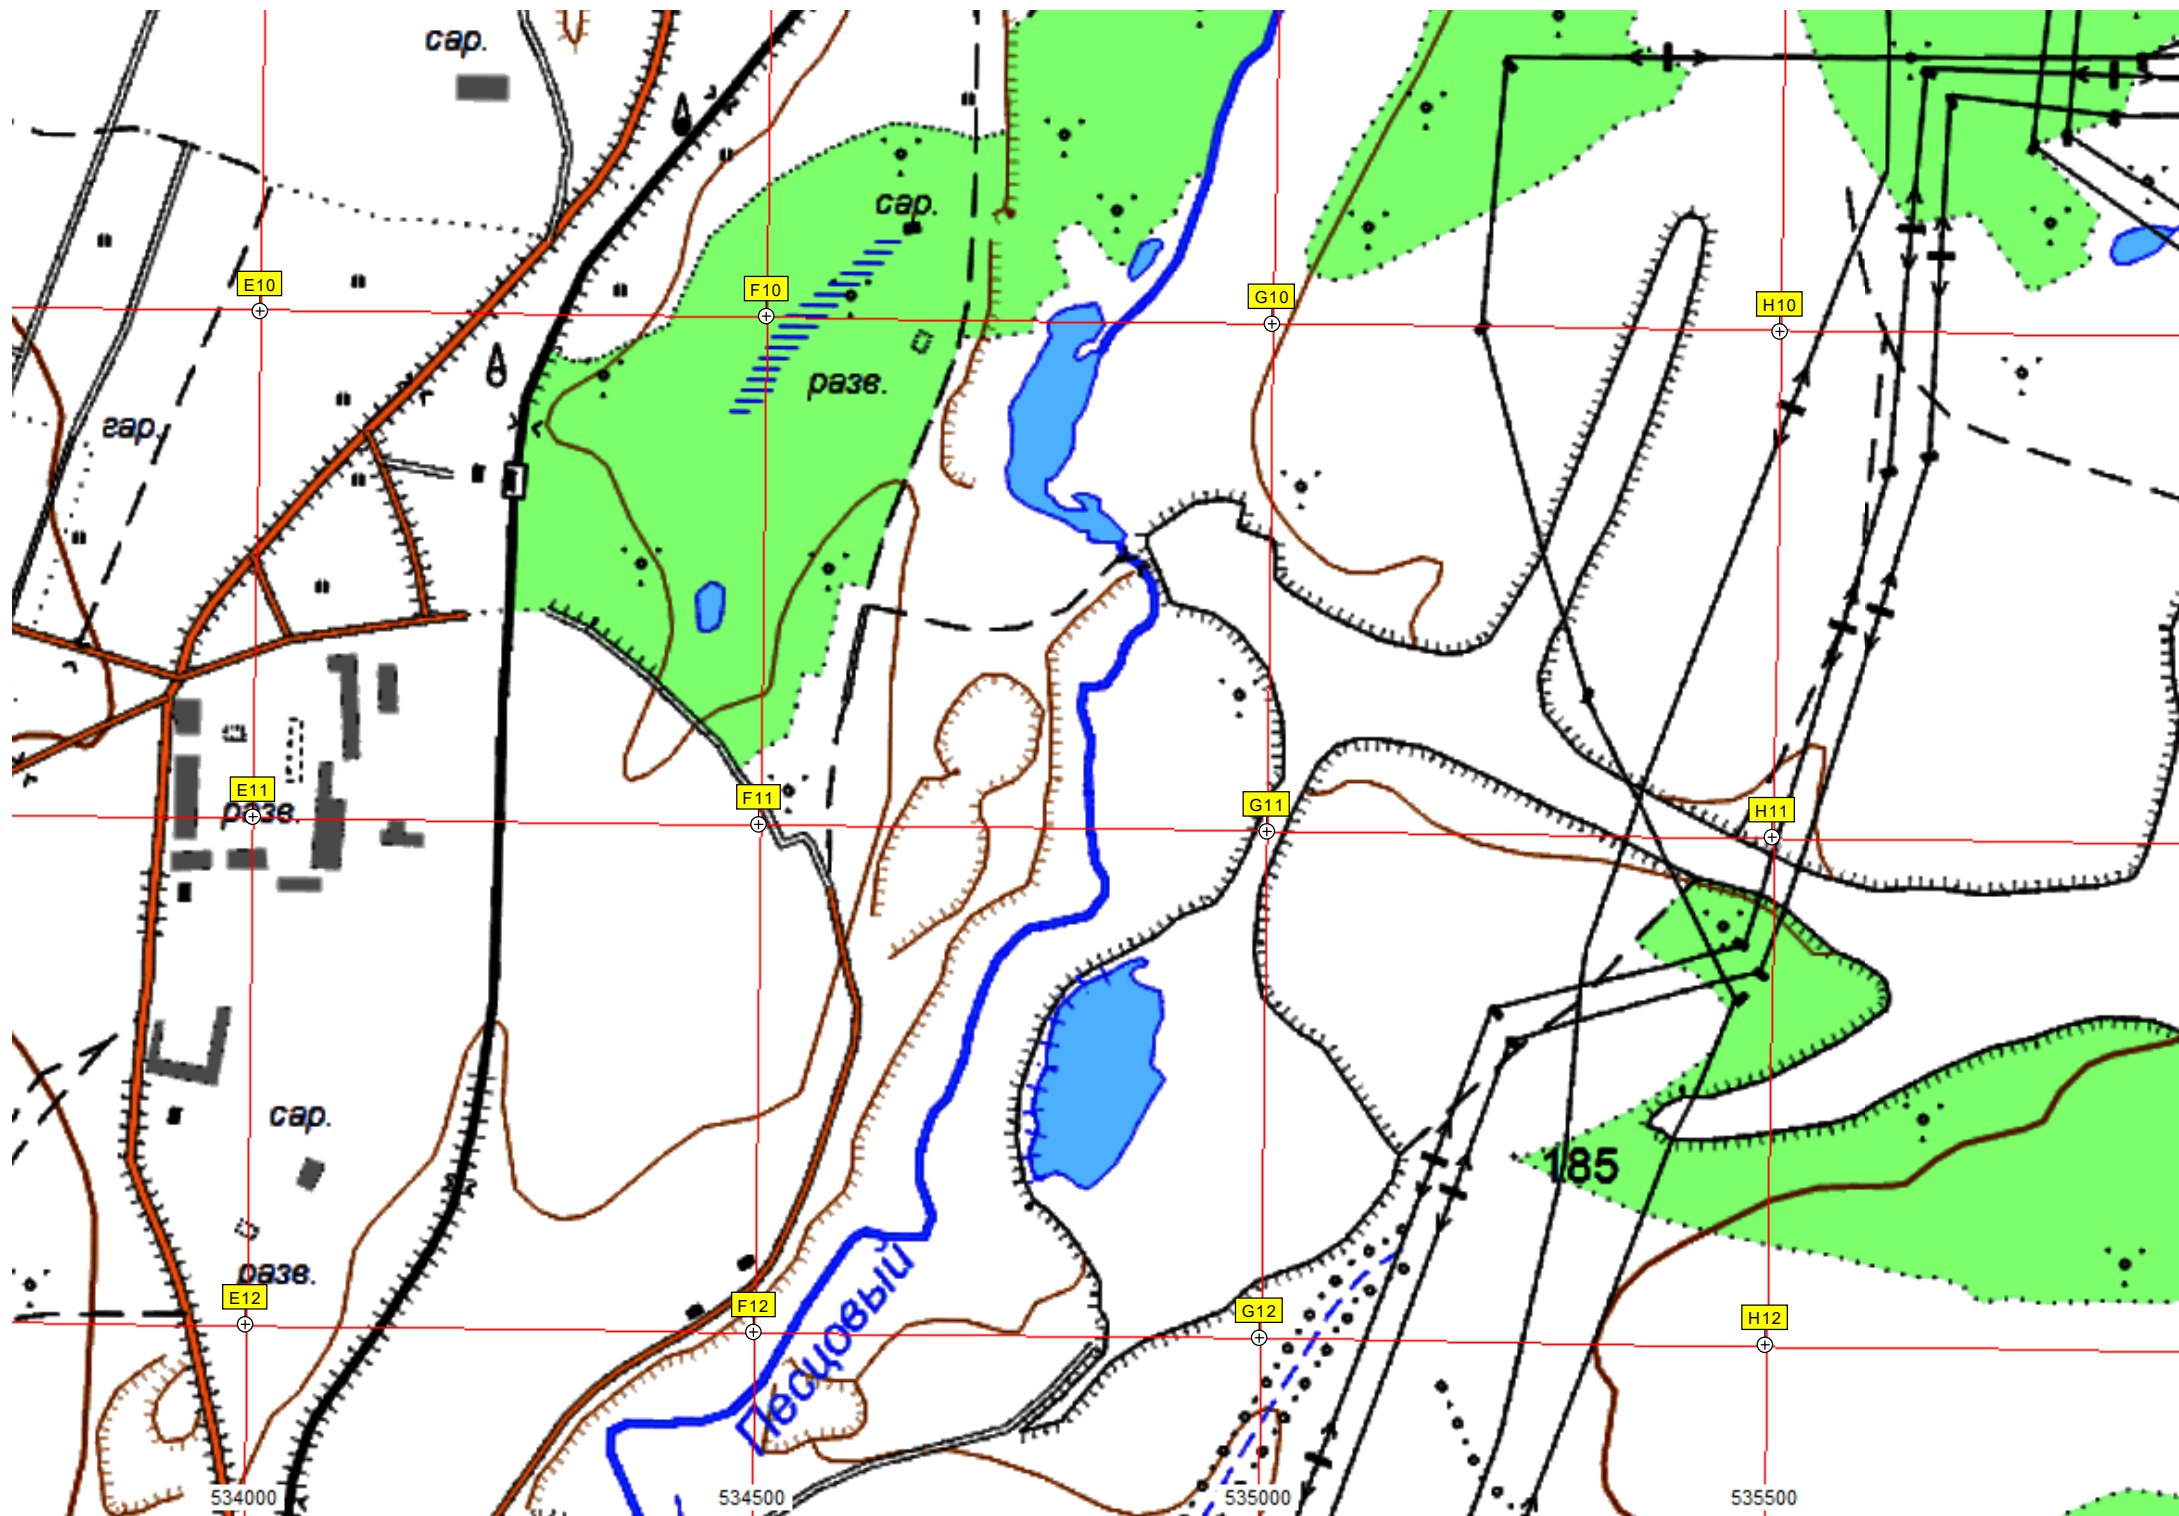 сар.
сар.
E10
F10
G10
H10
разв.
гар.
E11
F11
G11
H11
разв.
сар.
185
разв.
E12
F12
G12
H12
Песцовый
534000
534500
535000
535500